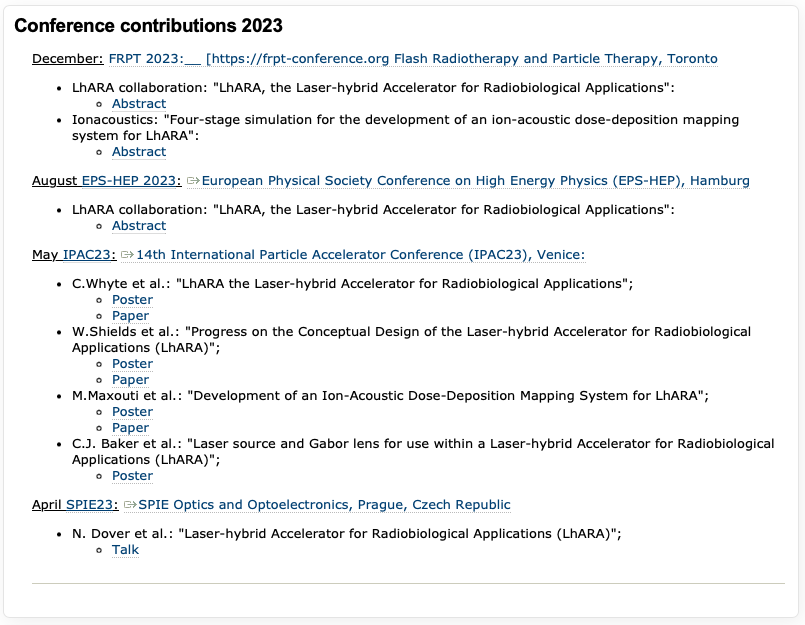 Conference contributions 2023
December: FRPT 2023:__ [https://frpt-conference.org Flash Radiotherapy and Particle Therapy, Toronto
LhARA collaboration: "LhARA, the Laser-hybrid Accelerator for Radiobiological Applications":
Abstract
Ionacoustics: "Four-stage simulation for the development of an ion-acoustic dose-deposition mapping
system for LhARA":
Abstract
August EPS-HEP 2023: European Physical Society Conference on High Energy Physics (EPS-HEP), Hamburg
LhARA collaboration: "LhARA, the Laser-hybrid Accelerator for Radiobiological Applications":
Abstract
May IPAC23: 14th International Particle Accelerator Conference (IPAC23), Venice:
C.Whyte et al.: "LhARA the Laser-hybrid Accelerator for Radiobiological Applications";
Poster
Paper
W.Shields et al.: "Progress on the Conceptual Design of the Laser-hybrid Accelerator for Radiobiological
Applications (LhARA)";
Poster
Paper
M.Maxouti et al.: "Development of an Ion-Acoustic Dose-Deposition Mapping System for LhARA";
Poster
Paper
C.J. Baker et al.: "Laser source and Gabor lens for use within a Laser-hybrid Accelerator for Radiobiological
Applications (LhARA)";
Poster
April SPIE23: SPIE Optics and Optoelectronics, Prague, Czech Republic
N. Dover et al.: "Laser-hybrid Accelerator for Radiobiological Applications (LhARA)";
Talk